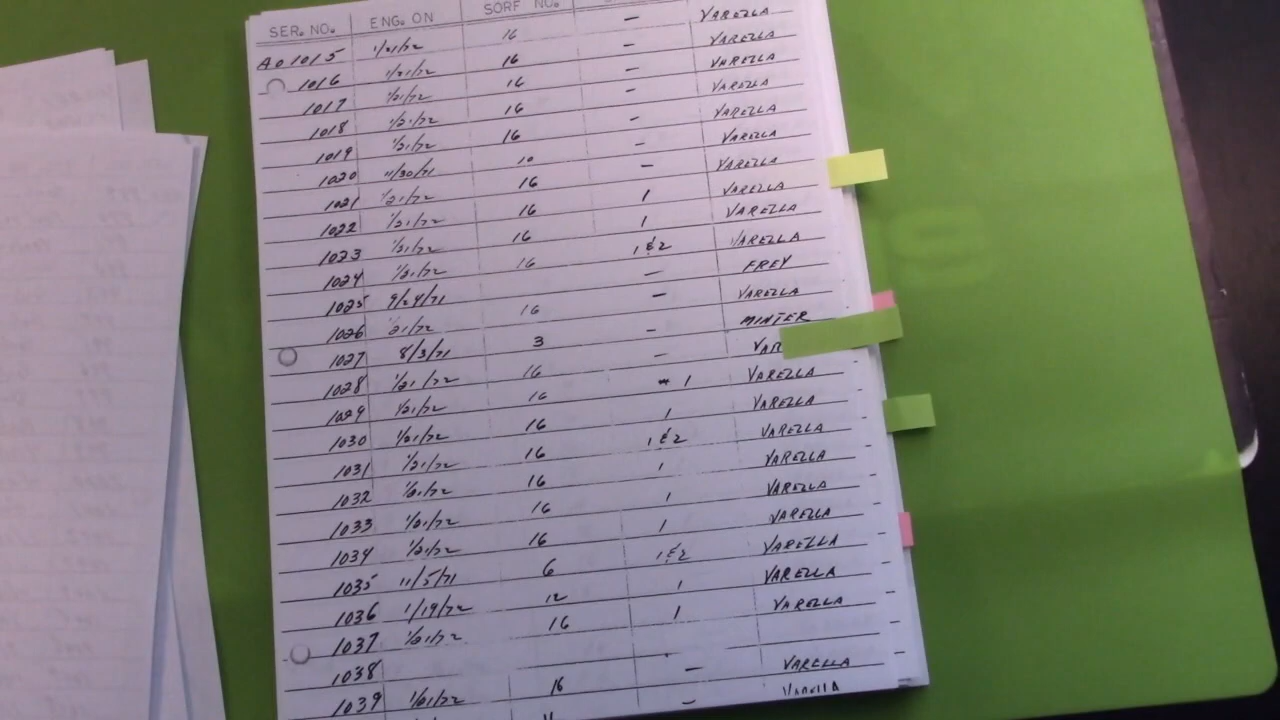 SER. NO. ENG. ON SORF NO.
A01015 1/21/72 16 — VARELLA
1016 1/21/72 16 — VARELLA
1017 1/21/72 16 — VARELLA
1018 1/21/72 16 — VARELLA
1019 1/21/72 16 — VARELLA
1020 11/30/71 10 — VARELLA
1021 1/21/72 16 — VARELLA
1022 1/21/72 16 1 VARELLA
1023 1/21/72 16 1 VARELLA
1024 1/21/72 16 1&2 VARELLA
1025 9/24/71 — FREY
1026 1/21/72 16 — VARELLA
1027 8/3/71 3 — MINTER
1028 1/21/72 16 — VAR
1029 1/21/72 16 1 VARELLA
1030 1/21/72 16 1 VARELLA
1031 1/21/72 16 1&2 VARELLA
1032 1/21/72 16 1 VARELLA
1033 1/21/72 16 1 VARELLA
1034 1/21/72 16 1 VARELLA
1035 11/5/71 6 1&2 VARELLA
1036 1/19/72 12 1 VARELLA
1037 1/21/72 16 1 VARELLA
1038
1039 1/21/72 16 — VARELLA